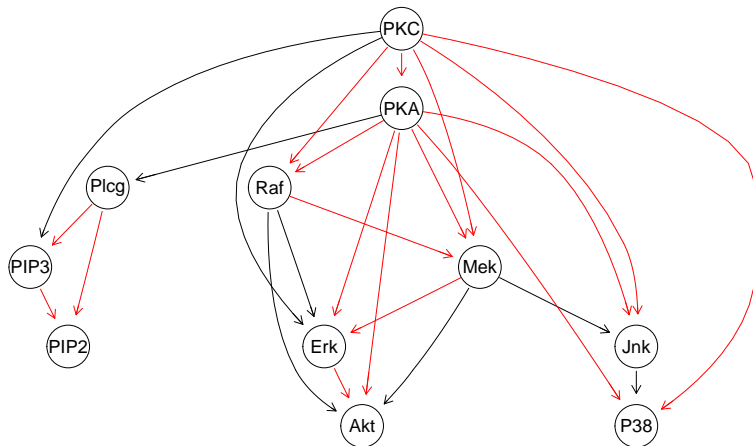 PKC
PKA
Plcg
Raf
PIP3
Mek
PIP2
Erk
Jnk
Akt
P38